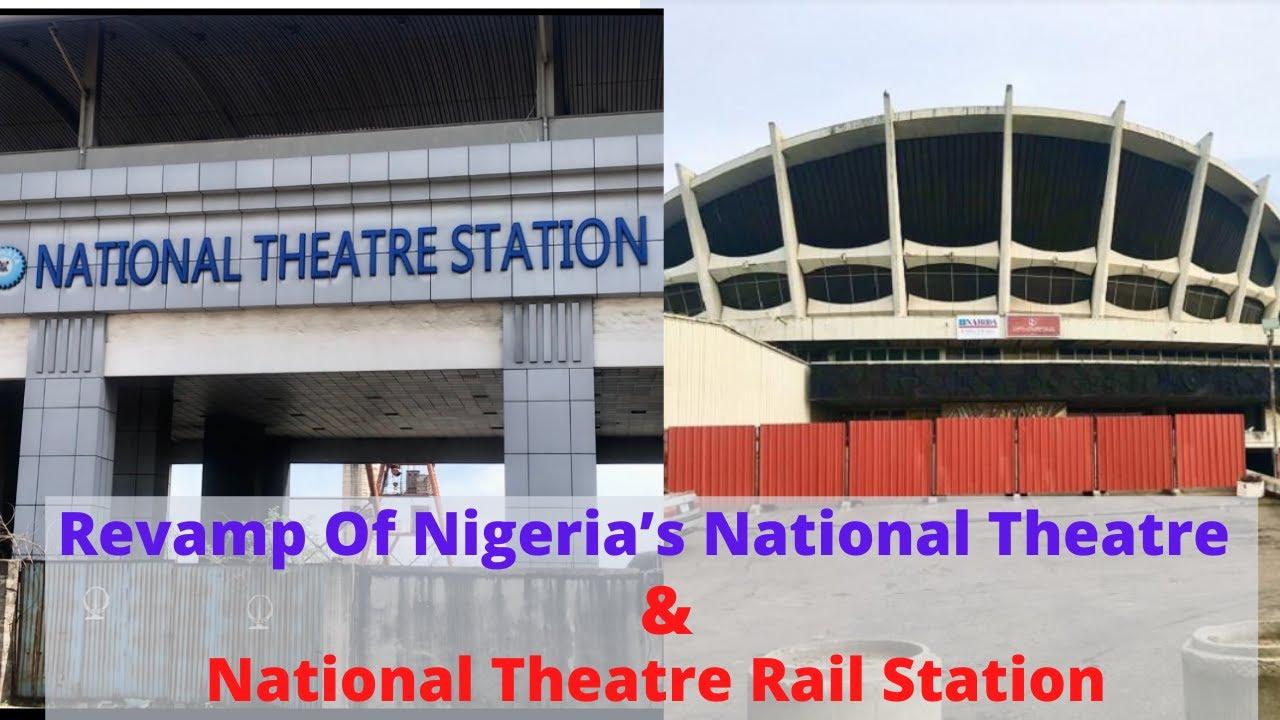 NATIONAL THEATRE STATION
Revamp Of Nigeria’s National Theatre
&
National Theatre Rail Station